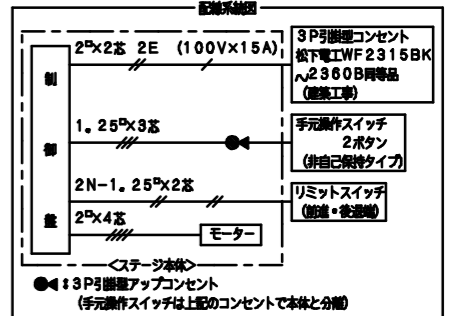 配線系統図
2□×2芯 2E (100V×15A)
3P引掛型コンセント
松下電工WF2315BK
～2360B同等品
(建築工事)
制
御
盤
1。25□×3芯
手元操作スイッチ
2ボタン
(非自己保持タイプ)
2N-1。25□×2芯
リミットスイッチ
(前進・後退端)
2□×4芯
モーター
<ステージ本体>
●◀:3P引掛型アップコンセント
(手元操作スイッチは上記のコンセントで本体と分離)